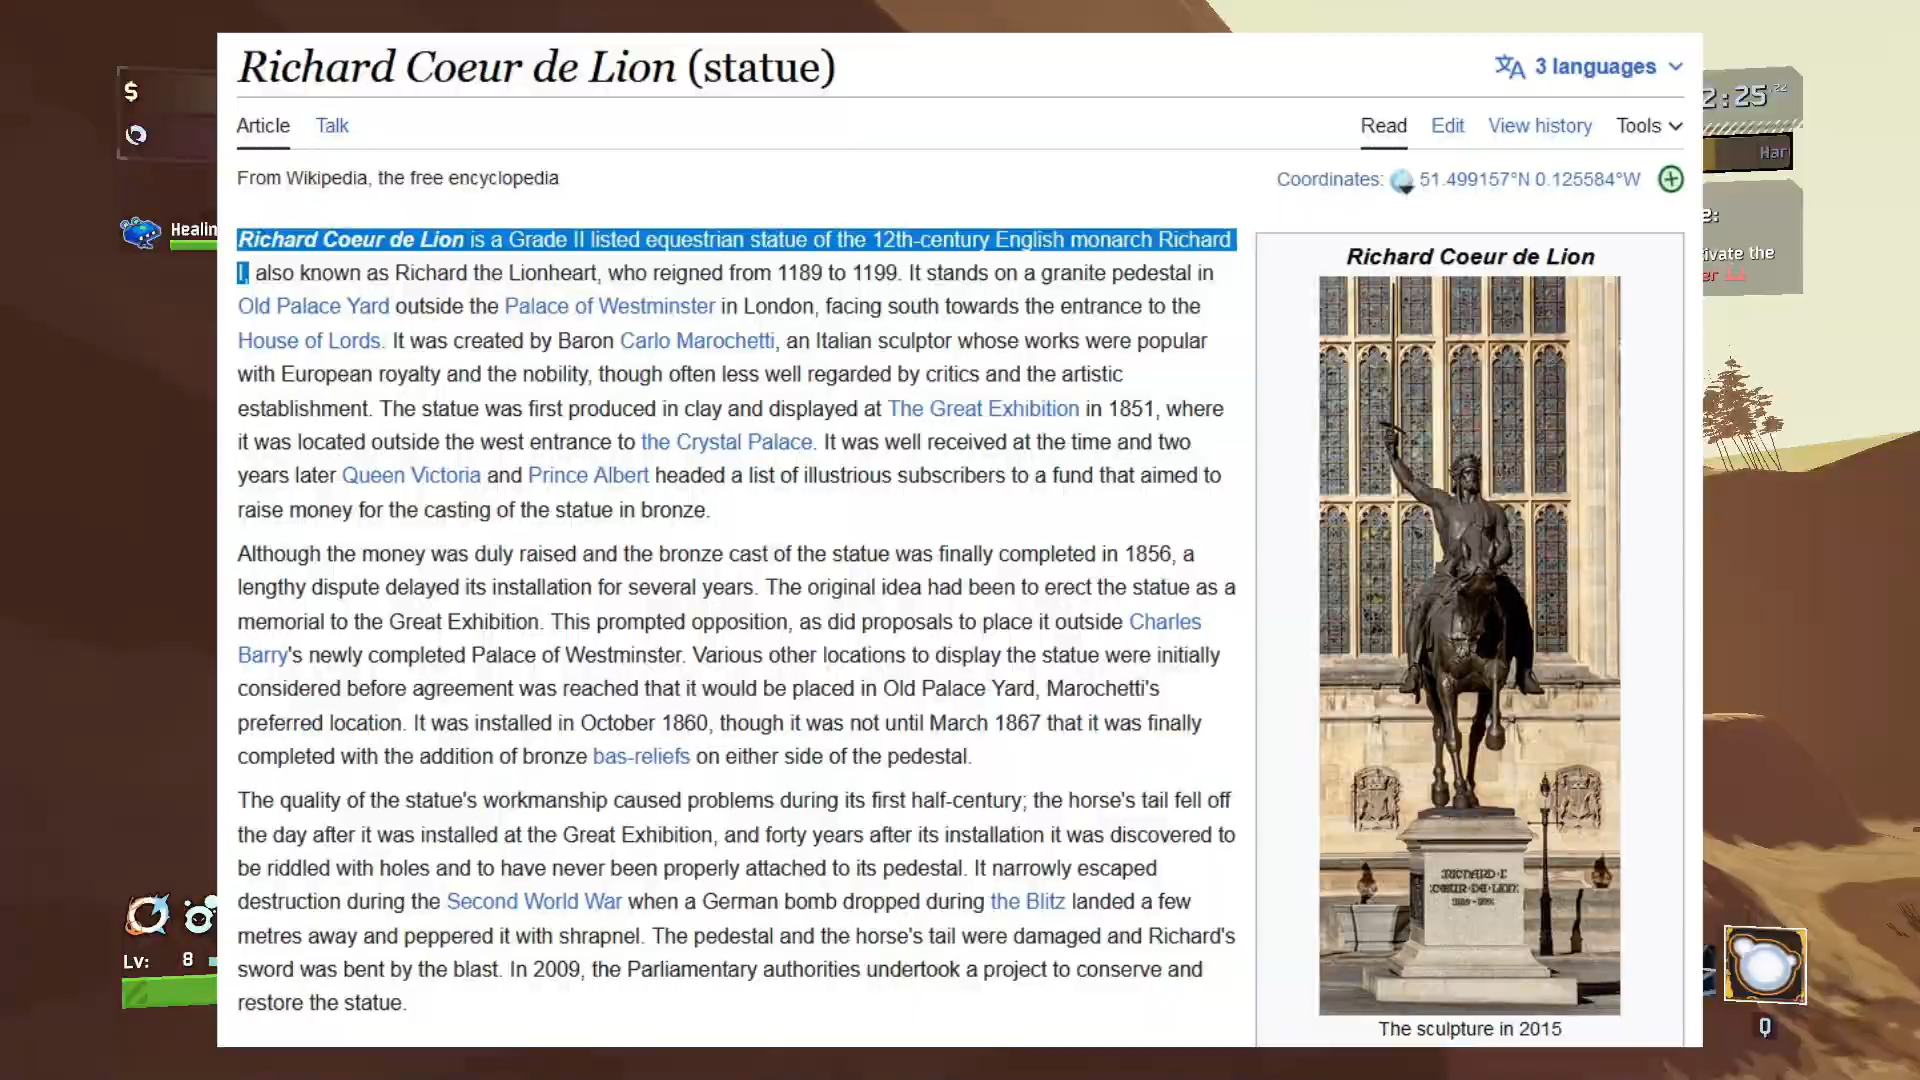 Richard Coeur de Lion (statue)
3 languages
Article Talk
Read Edit View history Tools
From Wikipedia, the free encyclopedia
Coordinates: 51.499157°N 0.125584°W
Richard Coeur de Lion is a Grade II listed equestrian statue of the 12th-century English monarch Richard
I, also known as Richard the Lionheart, who reigned from 1189 to 1199. It stands on a granite pedestal in
Old Palace Yard outside the Palace of Westminster in London, facing south towards the entrance to the
House of Lords. It was created by Baron Carlo Marochetti, an Italian sculptor whose works were popular
with European royalty and the nobility, though often less well regarded by critics and the artistic
establishment. The statue was first produced in clay and displayed at The Great Exhibition in 1851, where
it was located outside the west entrance to the Crystal Palace. It was well received at the time and two
years later Queen Victoria and Prince Albert headed a list of illustrious subscribers to a fund that aimed to
raise money for the casting of the statue in bronze.
Although the money was duly raised and the bronze cast of the statue was finally completed in 1856, a
lengthy dispute delayed its installation for several years. The original idea had been to erect the statue as a
memorial to the Great Exhibition. This prompted opposition, as did proposals to place it outside Charles
Barry's newly completed Palace of Westminster. Various other locations to display the statue were initially
considered before agreement was reached that it would be placed in Old Palace Yard, Marochetti's
preferred location. It was installed in October 1860, though it was not until March 1867 that it was finally
completed with the addition of bronze bas-reliefs on either side of the pedestal.
The quality of the statue's workmanship caused problems during its first half-century; the horse's tail fell off
the day after it was installed at the Great Exhibition, and forty years after its installation it was discovered to
be riddled with holes and to have never been properly attached to its pedestal. It narrowly escaped
destruction during the Second World War when a German bomb dropped during the Blitz landed a few
metres away and peppered it with shrapnel. The pedestal and the horse's tail were damaged and Richard's
sword was bent by the blast. In 2009, the Parliamentary authorities undertook a project to conserve and
restore the statue.
Richard Coeur de Lion
RICHARD·I·
CŒUR·DE·LION
The sculpture in 2015
$
Healin
Lv: 8
2:25
Har
ivate the
Q